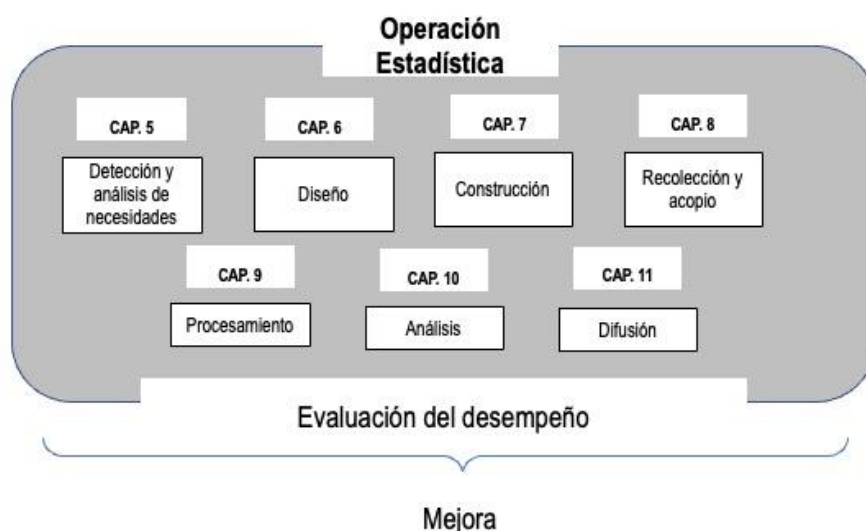 Operación
Estadística
CAP. 5
CAP. 6
CAP. 7
CAP. 8
Detección y
análisis de
necesidades
Diseño
Construcción
Recolección y
acopio
CAP. 9
CAP. 10
CAP. 11
Procesamiento
Análisis
Difusión
Evaluación del desempeño
Mejora